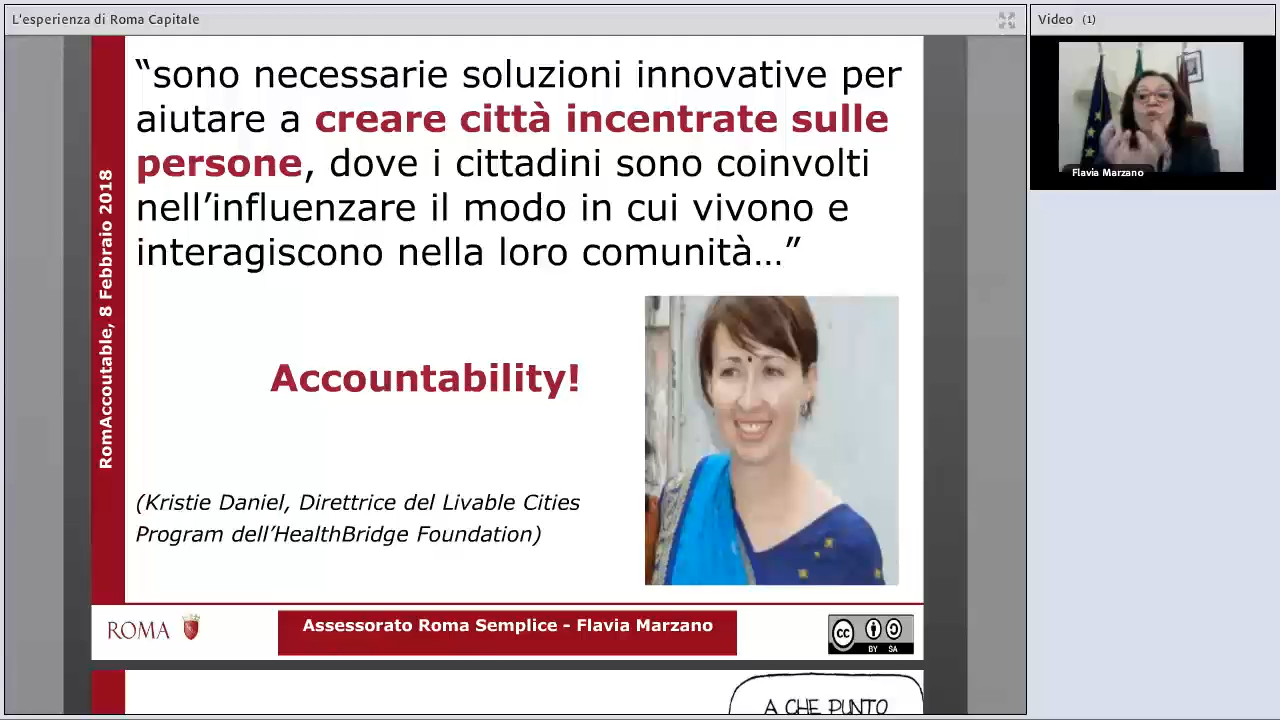 L'esperienza di Roma Capitale
Video (1)
Flavia Marzano
RomAccoutable, 8 Febbraio 2018
“sono necessarie soluzioni innovative per
aiutare a creare città incentrate sulle
persone, dove i cittadini sono coinvolti
nell’influenzare il modo in cui vivono e
interagiscono nella loro comunità…”
Accountability!
(Kristie Daniel, Direttrice del Livable Cities
Program dell’HealthBridge Foundation)
ROMA
Assessorato Roma Semplice - Flavia Marzano
cc
BY SA
A CHE PUNTO